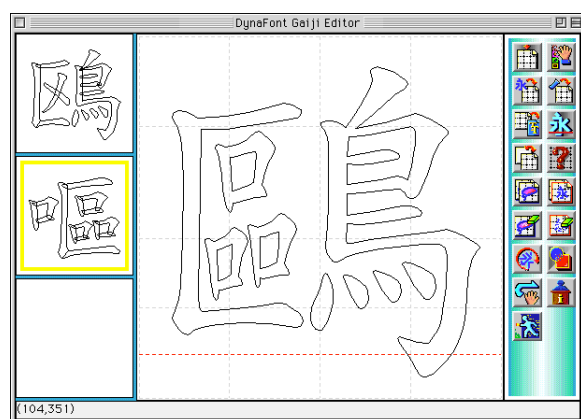 DynaFont Gaiji Editor
鴎
嘔
鷗
(104,351)